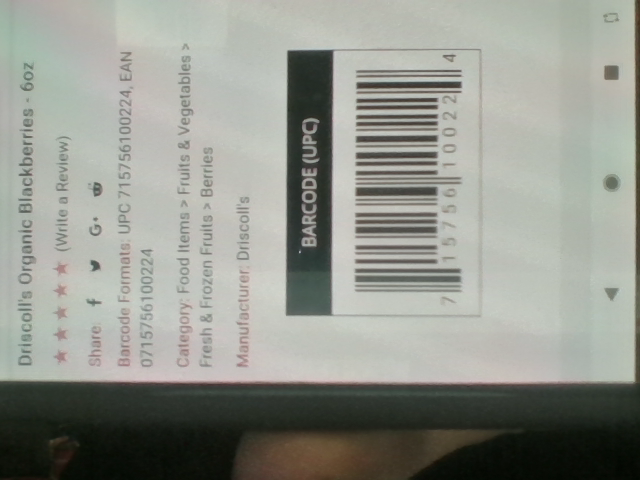 Driscoll's Organic Blackberries - 6oz
(Write a Review)
Share:
Barcode Formats: UPC 715756100224, EAN
0715756100224
Category: Food Items > Fruits & Vegetables >
Fresh & Frozen Fruits > Berries
Manufacturer: Driscoll's
BARCODE (UPC)
7 15756 10022 4